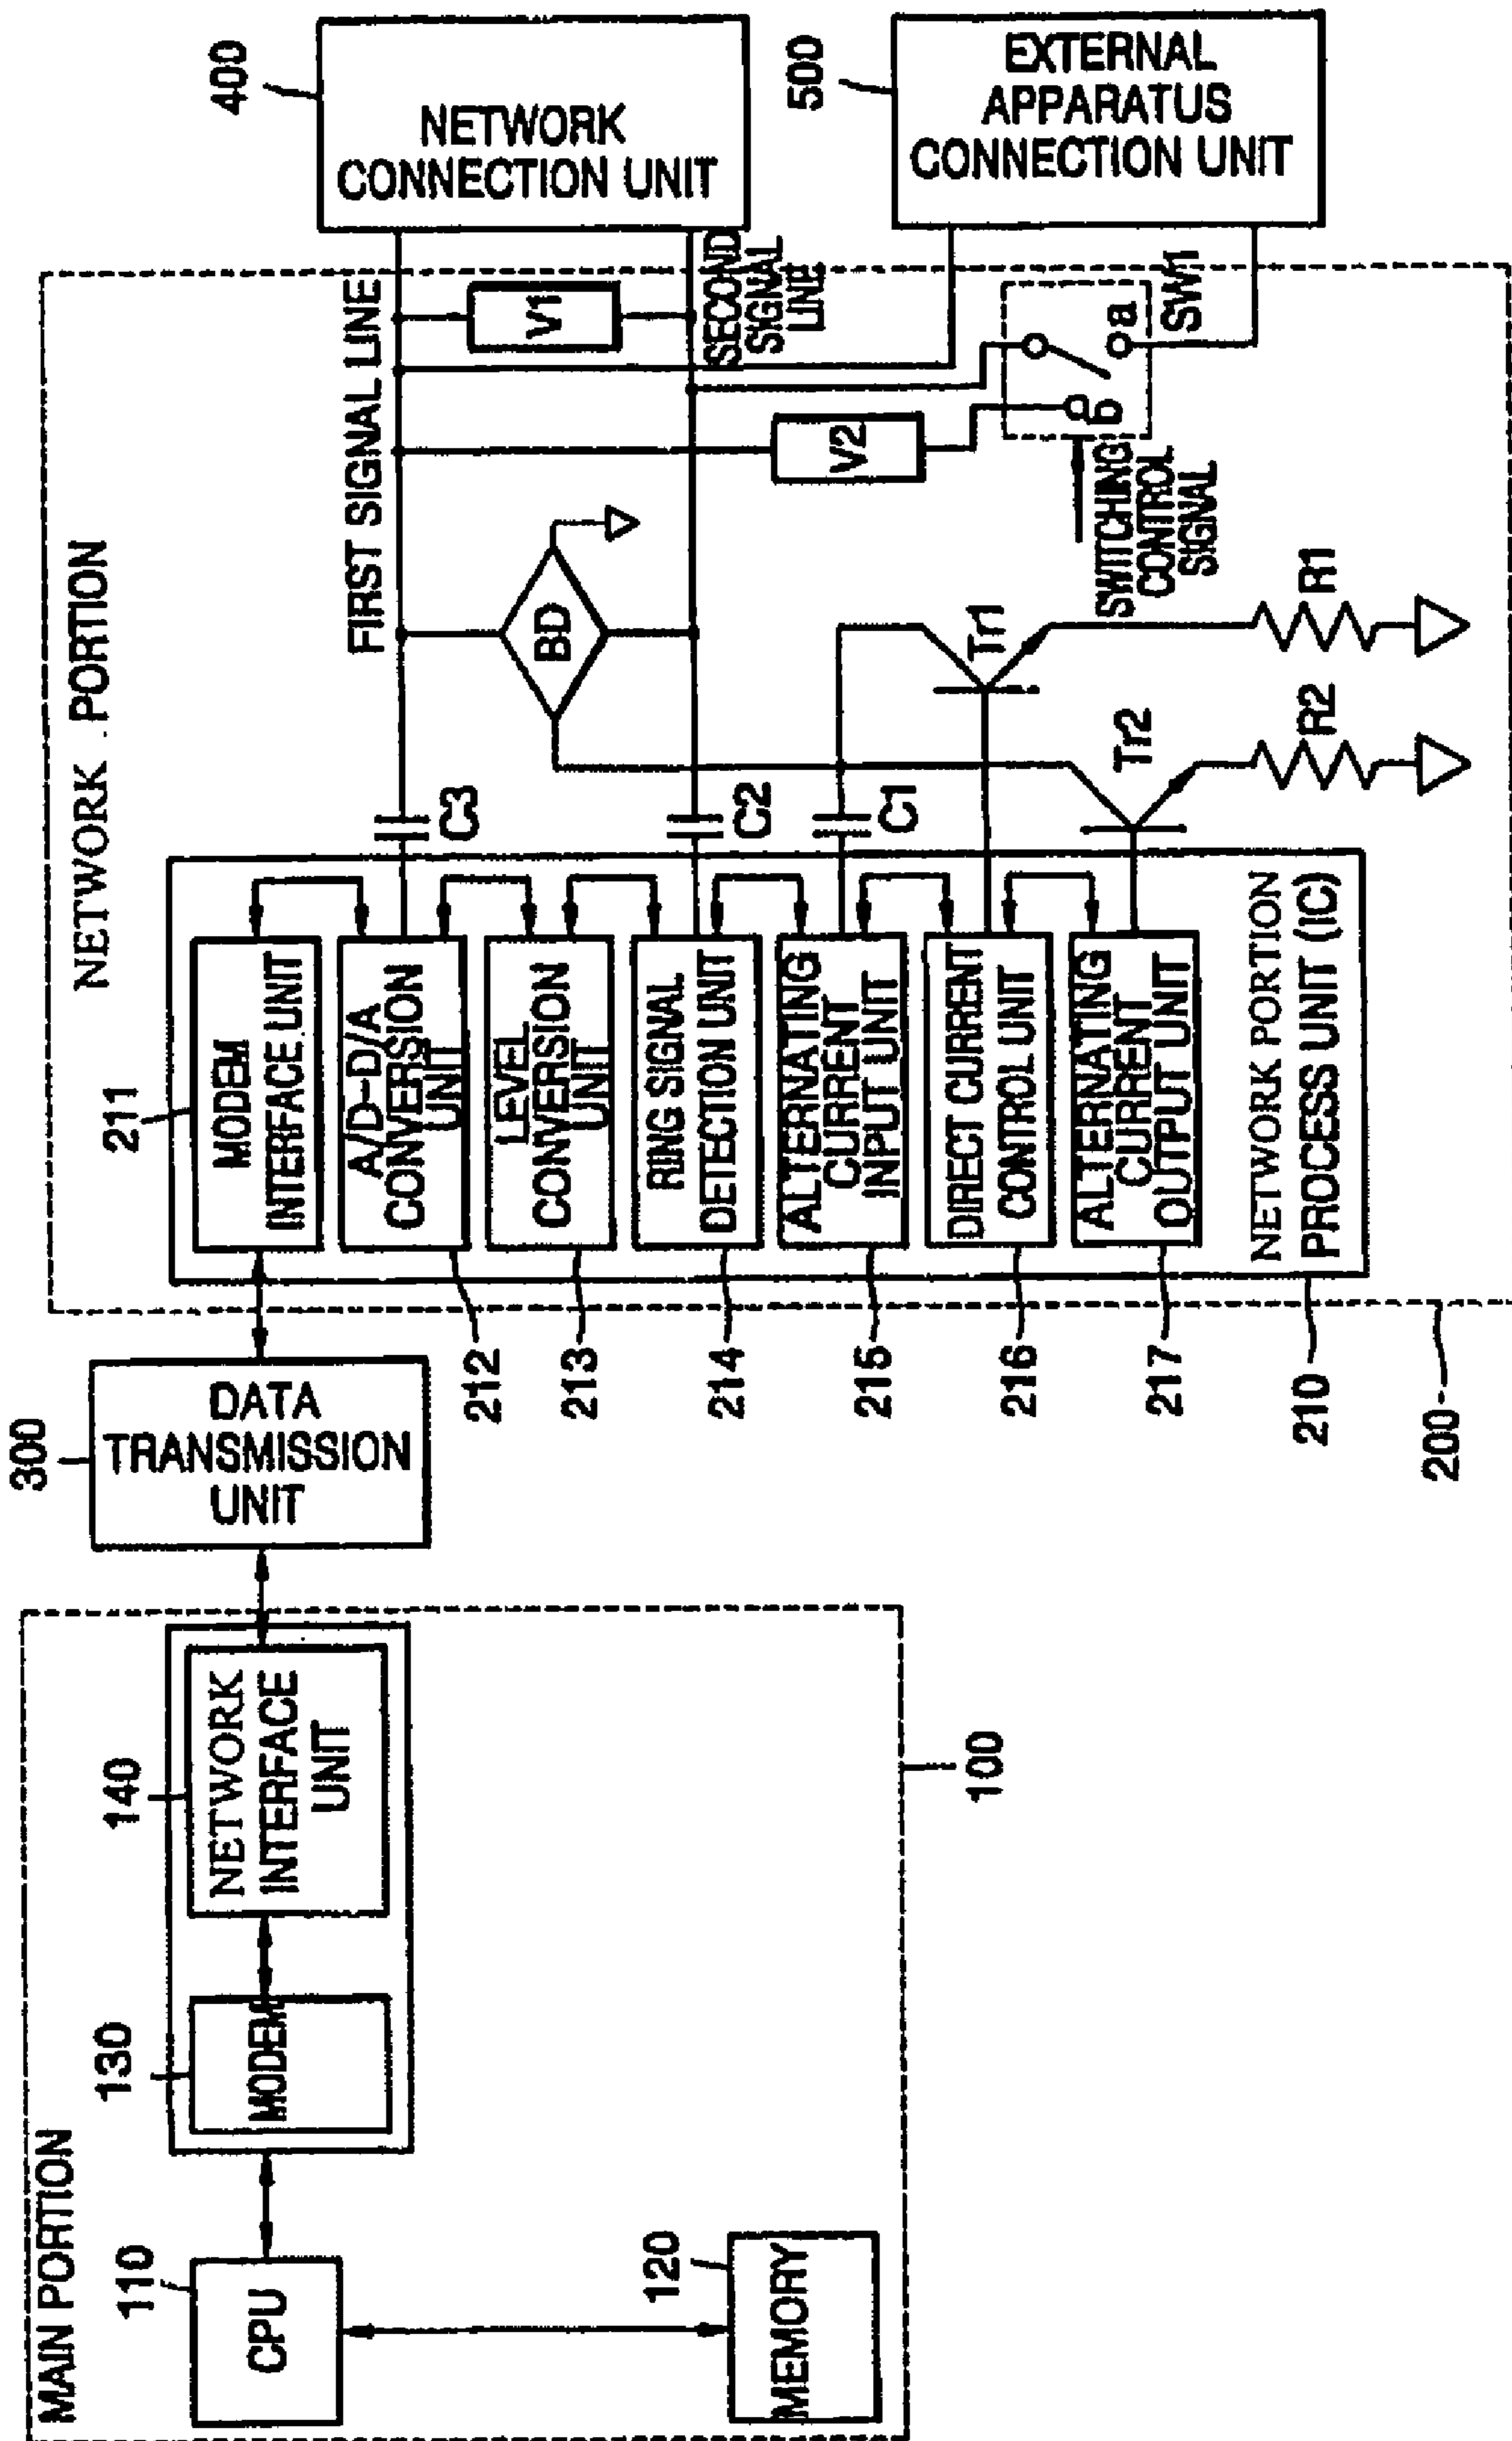 MAIN PORTION
110
CPU
120
MEMORY
130
MODEM
140
NETWORK
INTERFACE
UNIT
100
300
DATA
TRANSMISSION
UNIT
NETWORK . PORTION
211
MODEM
INTERFACE UNIT
A/D-D/A
CONVERSION
UNIT
LEVEL
CONVERSION
UNIT
RING SIGNAL
DETECTION UNIT
ALTERNATING
CURRENT
INPUT UNIT
DIRECT CURRENT
CONTROL UNIT
ALTERNATING
CURRENT
OUTPUT UNIT
NETWORK PORTION
PROCESS UNIT (IC)
212
213
214
215
216
217
210
200
C3
C2
C1
BD
Tr1
Tr2
R1
R2
FIRST SIGNAL LINE
V1
SECOND
SIGNAL
LINE
V2
b
a
SW1
SWITCHING
CONTROL
SIGNAL
400
NETWORK
CONNECTION UNIT
500
EXTERNAL
APPARATUS
CONNECTION UNIT